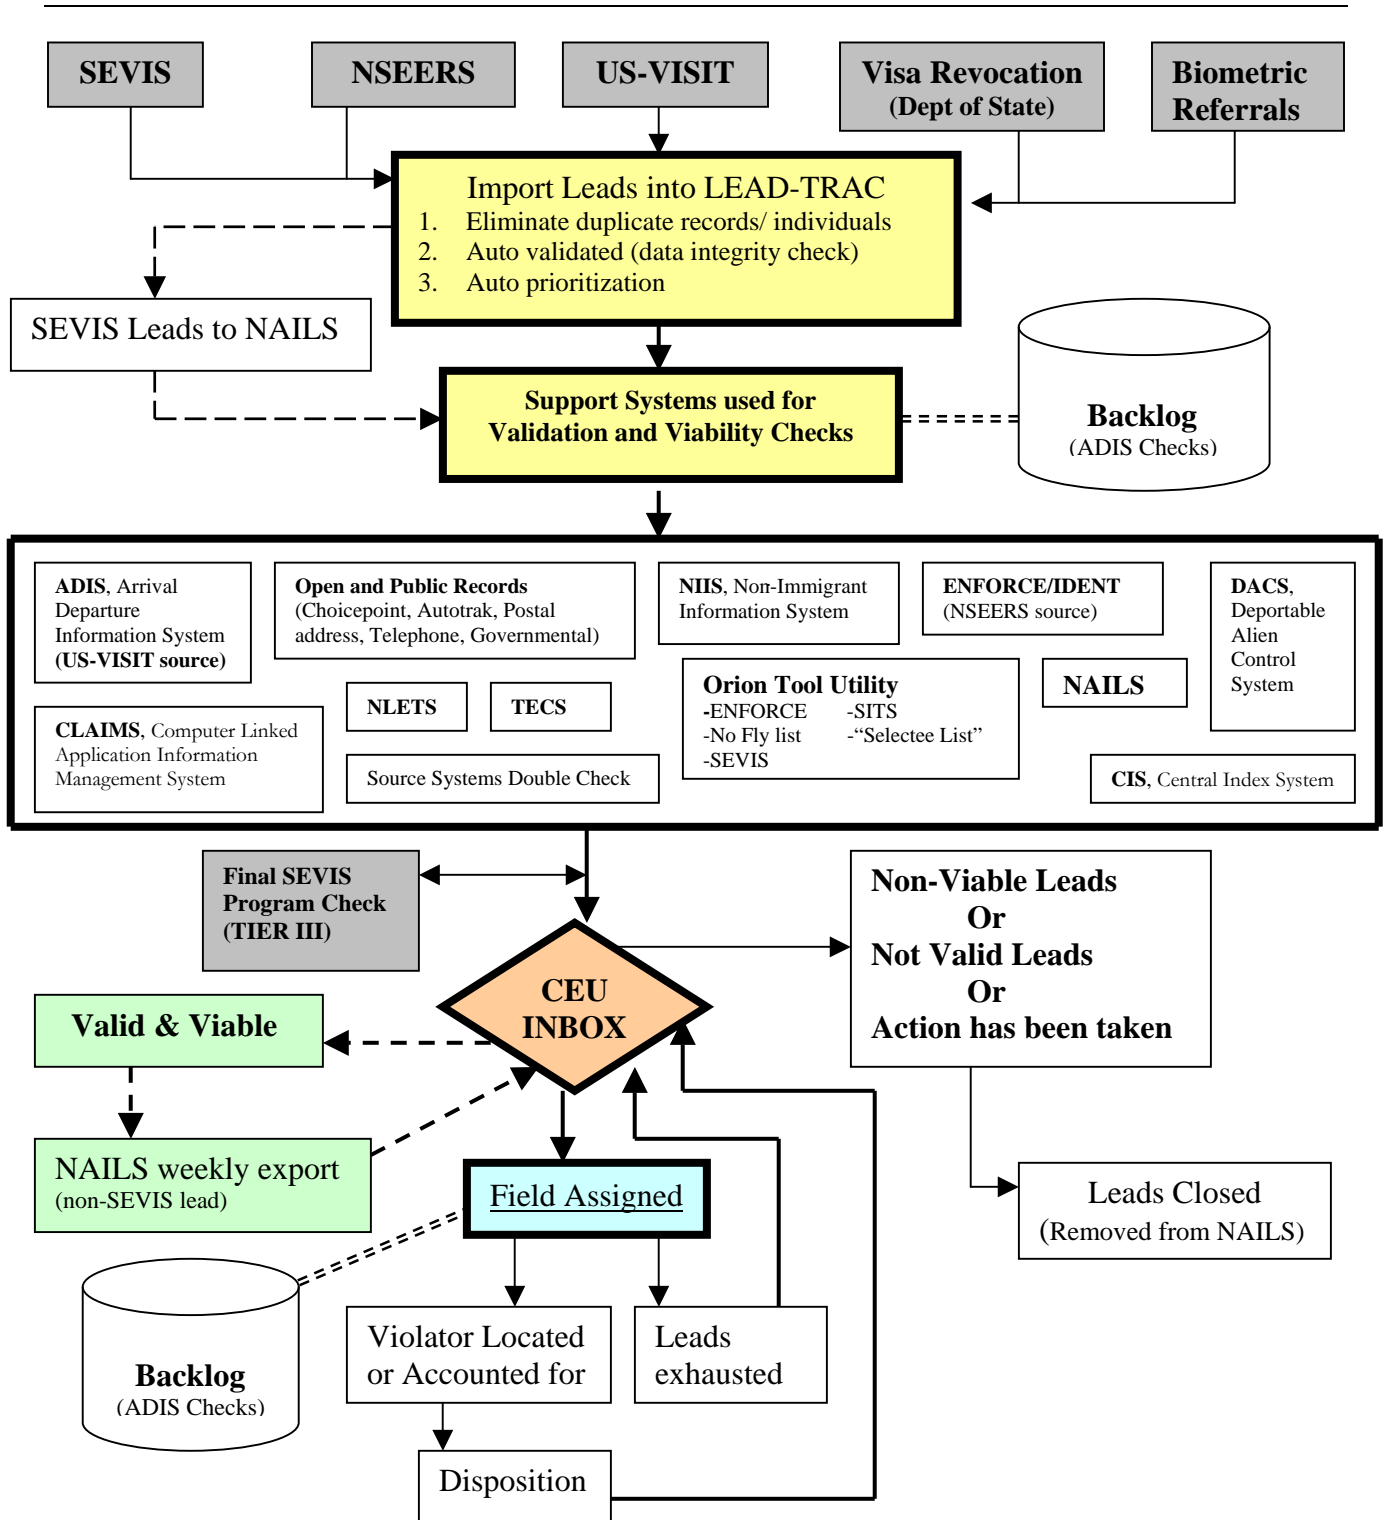 SEVIS
NSEERS
US-VISIT
Visa Revocation
(Dept of State)
Biometric
Referrals
Import Leads into LEAD-TRAC
1. Eliminate duplicate records/ individuals
2. Auto validated (data integrity check)
3. Auto prioritization
SEVIS Leads to NAILS
Support Systems used for
Validation and Viability Checks
Backlog
(ADIS Checks)
ADIS, Arrival
Departure
Information System
(US-VISIT source)
Open and Public Records
(Choicepoint, Autotrak, Postal
address, Telephone, Governmental)
NIIS, Non-Immigrant
Information System
ENFORCE/IDENT
(NSEERS source)
DACS,
Deportable
Alien
Control
System
NLETS
TECS
Orion Tool Utility
-ENFORCE -SITS
-No Fly list -“Selectee List”
-SEVIS
NAILS
CLAIMS, Computer Linked
Application Information
Management System
Source Systems Double Check
CIS, Central Index System
Final SEVIS
Program Check
(TIER III)
Non-Viable Leads
Or
Not Valid Leads
Or
Action has been taken
CEU
INBOX
Valid & Viable
NAILS weekly export
(non-SEVIS lead)
Field Assigned
Leads Closed
(Removed from NAILS)
Backlog
(ADIS Checks)
Violator Located
or Accounted for
Leads
exhausted
Disposition